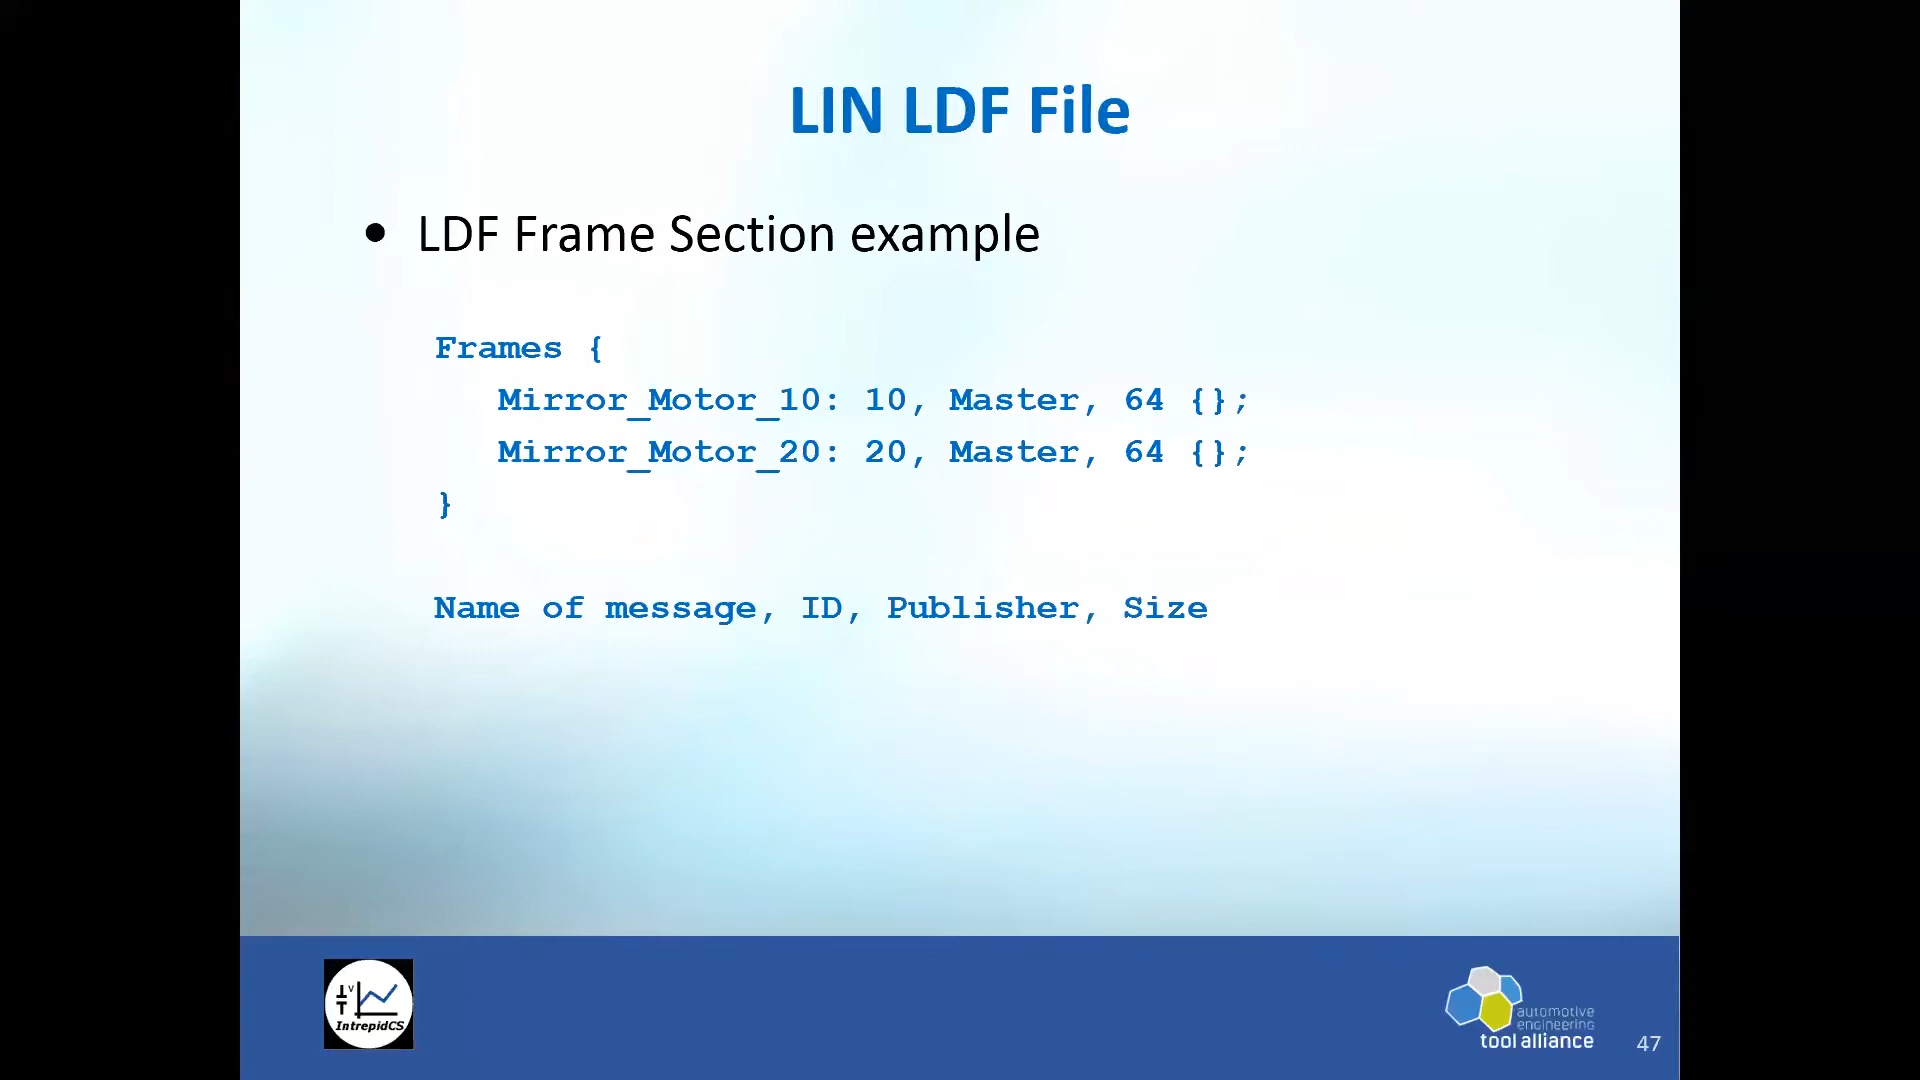 LIN LDF File
• LDF Frame Section example
Frames {
Mirror_Motor_10: 10, Master, 64 {};
Mirror_Motor_20: 20, Master, 64 {};
}
Name of message, ID, Publisher, Size
IntrepidCS
automotive
engineering
tool alliance
47